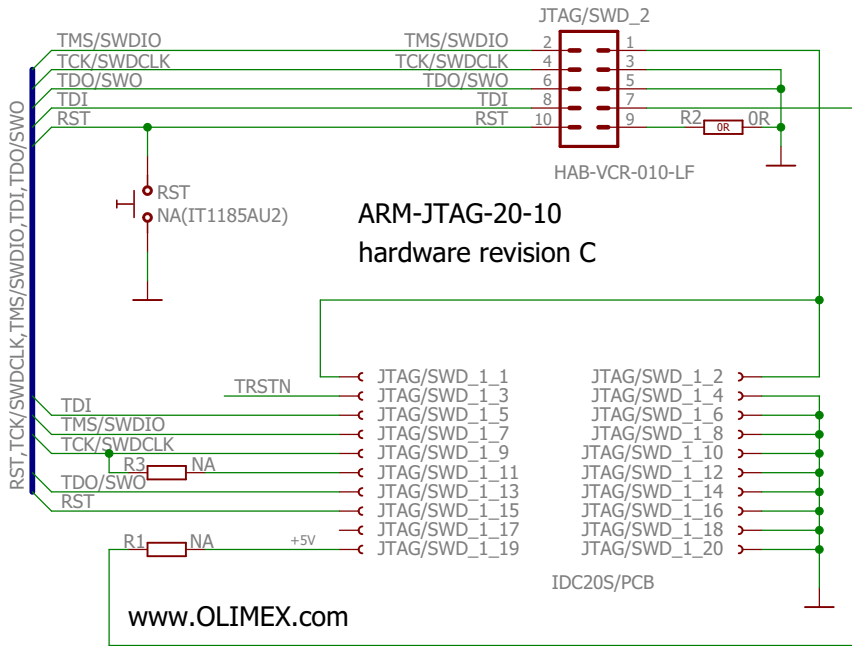 JTAG/SWD_2
TMS/SWDIO TMS/SWDIO 2 1
TCK/SWDCLK TCK/SWDCLK 4 3
TDO/SWO TDO/SWO 6 5
TDI TDI 8 7
RST RST 10 9 R2 0R 0R
HAB-VCR-010-LF
RST
NA(IT1185AU2)
ARM-JTAG-20-10
hardware revision C
RST,TCK/SWDCLK,TMS/SWDIO,TDI,TDO/SWO
JTAG/SWD_1_1 JTAG/SWD_1_2
TRSTN JTAG/SWD_1_3 JTAG/SWD_1_4
TDI JTAG/SWD_1_5 JTAG/SWD_1_6
TMS/SWDIO JTAG/SWD_1_7 JTAG/SWD_1_8
TCK/SWDCLK JTAG/SWD_1_9 JTAG/SWD_1_10
R3 NA JTAG/SWD_1_11 JTAG/SWD_1_12
TDO/SWO JTAG/SWD_1_13 JTAG/SWD_1_14
RST JTAG/SWD_1_15 JTAG/SWD_1_16
JTAG/SWD_1_17 JTAG/SWD_1_18
R1 NA +5V JTAG/SWD_1_19 JTAG/SWD_1_20
IDC20S/PCB
www.OLIMEX.com